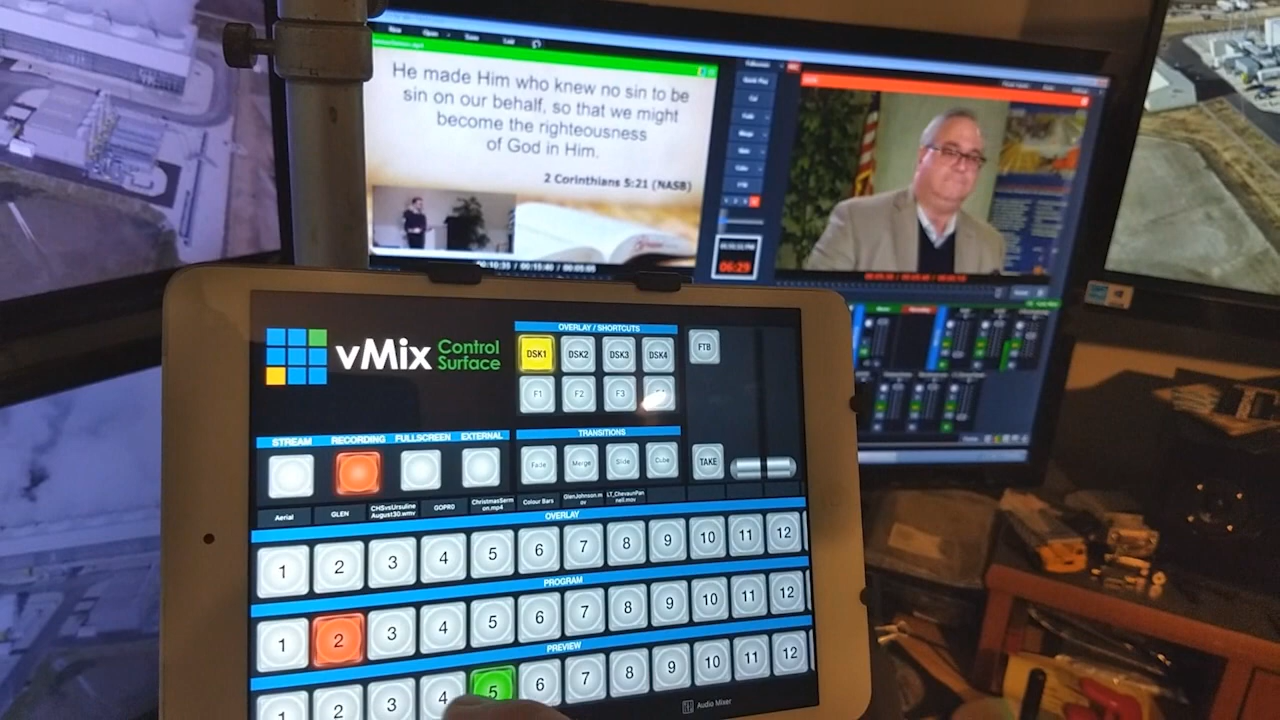 He made Him who knew no sin to be
sin on our behalf, so that we might
become the righteousness
of God in Him.
2 Corinthians 5:21 (NASB)
06:29
vMix Control
Surface
OVERLAY / SHORTCUTS
DSK1 DSK2 DSK3 DSK4 FTB
F1 F2 F3
STREAM RECORDING FULLSCREEN EXTERNAL
TRANSITIONS
Fade Merge Slide Cube TAKE
Aerial GLEN CHSvsUrsuline August30.wmv GOPRO ChristmasSermon.mp4 Colour Bars GlenJohnson.mov LT_ChevaunPannell.mov
OVERLAY
1 2 3 4 5 6 7 8 9 10 11 12
PROGRAM
1 2 3 4 5 6 7 8 9 10 11 12
PREVIEW
1 2 3 4 5 6 7 8 9 10 11 12
Audio Mixer